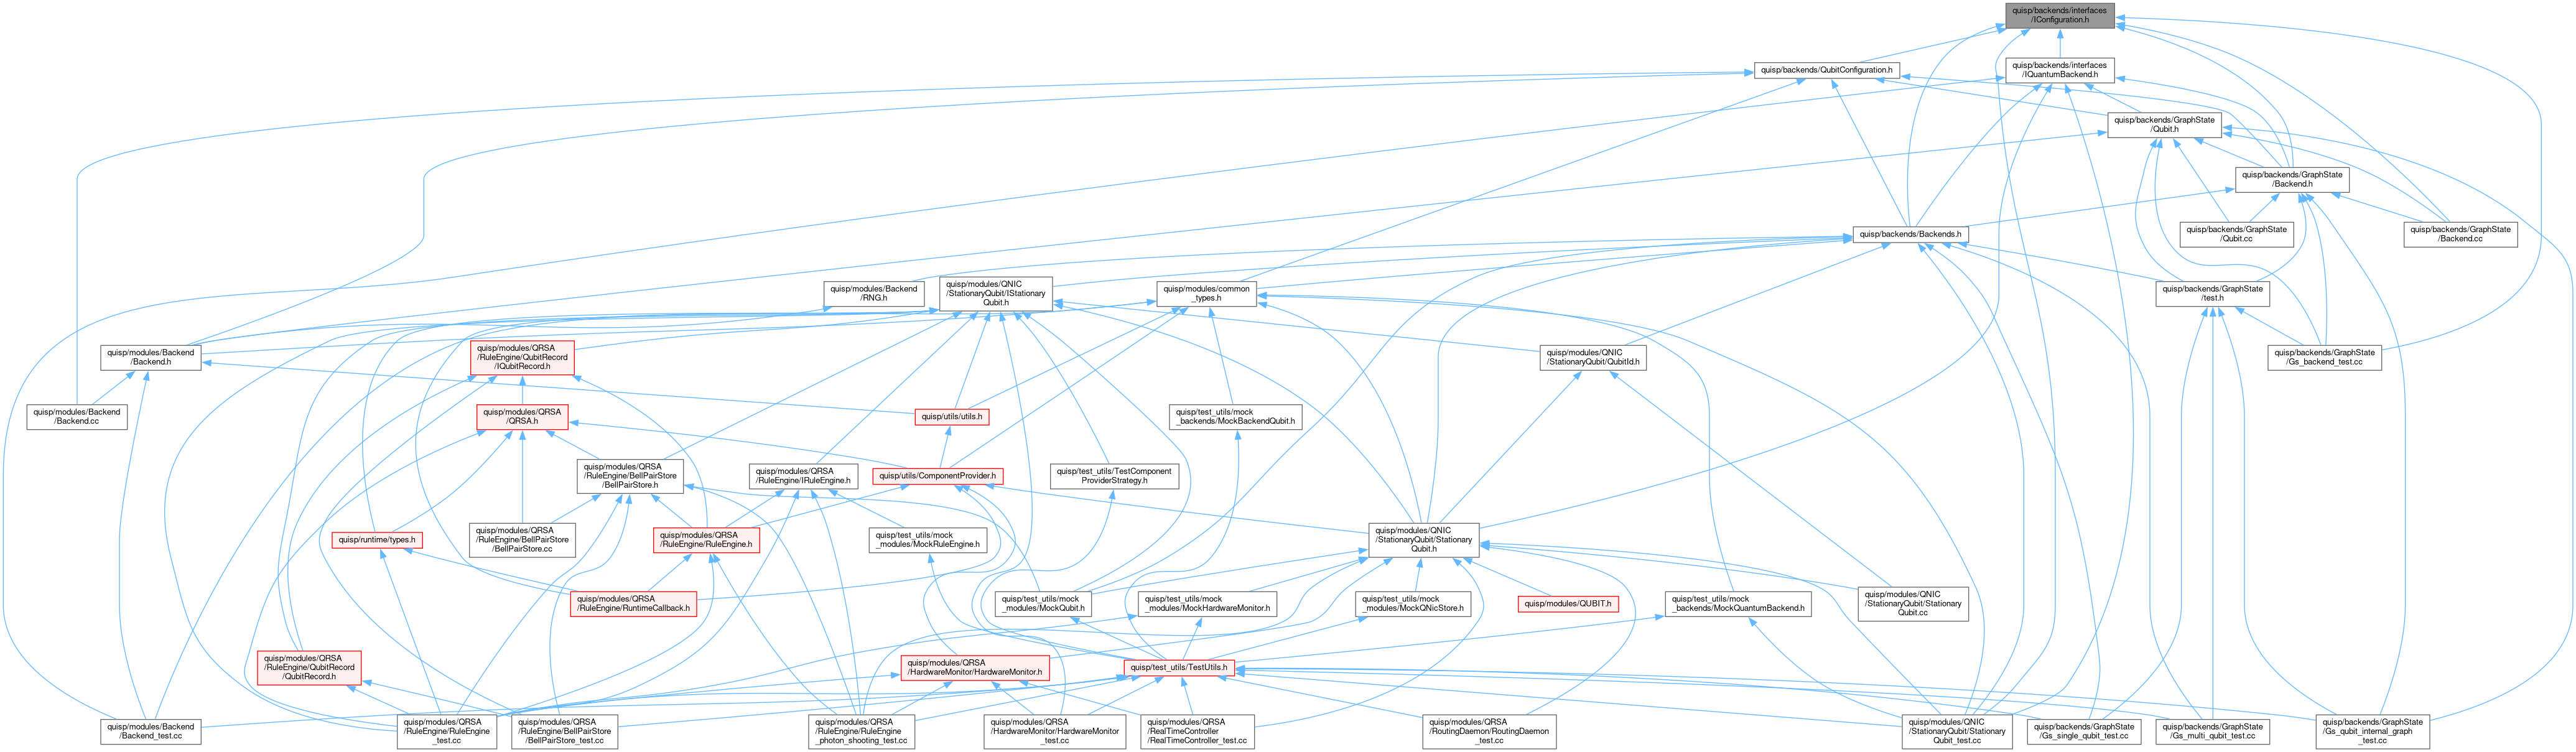 quisp/backends/interfaces
/IConfiguration.h
quisp/backends/QubitConfiguration.h
quisp/backends/interfaces
/IQuantumBackend.h
quisp/backends/GraphState
/Qubit.h
quisp/backends/GraphState
/Backend.h
quisp/backends/Backends.h
quisp/backends/GraphState
/Qubit.cc
quisp/backends/GraphState
/Backend.cc
quisp/modules/Backend
/RNG.h
quisp/modules/QNIC
/StationaryQubit/IStationary
Qubit.h
quisp/modules/common
_types.h
quisp/backends/GraphState
/test.h
quisp/modules/Backend
/Backend.h
quisp/modules/QRSA
/RuleEngine/QubitRecord
/IQubitRecord.h
quisp/modules/QNIC
/StationaryQubit/QubitId.h
quisp/backends/GraphState
/Gs_backend_test.cc
quisp/modules/Backend
/Backend.cc
quisp/modules/QRSA
/QRSA.h
quisp/utils/utils.h
quisp/test_utils/mock
_backends/MockBackendQubit.h
quisp/modules/QRSA
/RuleEngine/BellPairStore
/BellPairStore.h
quisp/modules/QRSA
/RuleEngine/IRuleEngine.h
quisp/utils/ComponentProvider.h
quisp/test_utils/TestComponent
ProviderStrategy.h
quisp/runtime/types.h
quisp/modules/QRSA
/RuleEngine/BellPairStore
/BellPairStore.cc
quisp/modules/QRSA
/RuleEngine/RuleEngine.h
quisp/test_utils/mock
_modules/MockRuleEngine.h
quisp/modules/QNIC
/StationaryQubit/Stationary
Qubit.h
quisp/modules/QRSA
/RuleEngine/RuntimeCallback.h
quisp/test_utils/mock
_modules/MockQubit.h
quisp/test_utils/mock
_modules/MockHardwareMonitor.h
quisp/test_utils/mock
_modules/MockQNicStore.h
quisp/modules/QUBIT.h
quisp/test_utils/mock
_backends/MockQuantumBackend.h
quisp/modules/QNIC
/StationaryQubit/Stationary
Qubit.cc
quisp/modules/QRSA
/RuleEngine/QubitRecord
/QubitRecord.h
quisp/modules/QRSA
/HardwareMonitor/HardwareMonitor.h
quisp/test_utils/TestUtils.h
quisp/modules/Backend
/Backend_test.cc
quisp/modules/QRSA
/RuleEngine/RuleEngine
_test.cc
quisp/modules/QRSA
/RuleEngine/BellPairStore
/BellPairStore_test.cc
quisp/modules/QRSA
/RuleEngine/RuleEngine
_photon_shooting_test.cc
quisp/modules/QRSA
/HardwareMonitor/HardwareMonitor
_test.cc
quisp/modules/QRSA
/RealTimeController
/RealTimeController_test.cc
quisp/modules/QRSA
/RoutingDaemon/RoutingDaemon
_test.cc
quisp/modules/QNIC
/StationaryQubit/Stationary
Qubit_test.cc
quisp/backends/GraphState
/Gs_single_qubit_test.cc
quisp/backends/GraphState
/Gs_multi_qubit_test.cc
quisp/backends/GraphState
/Gs_qubit_internal_graph
_test.cc